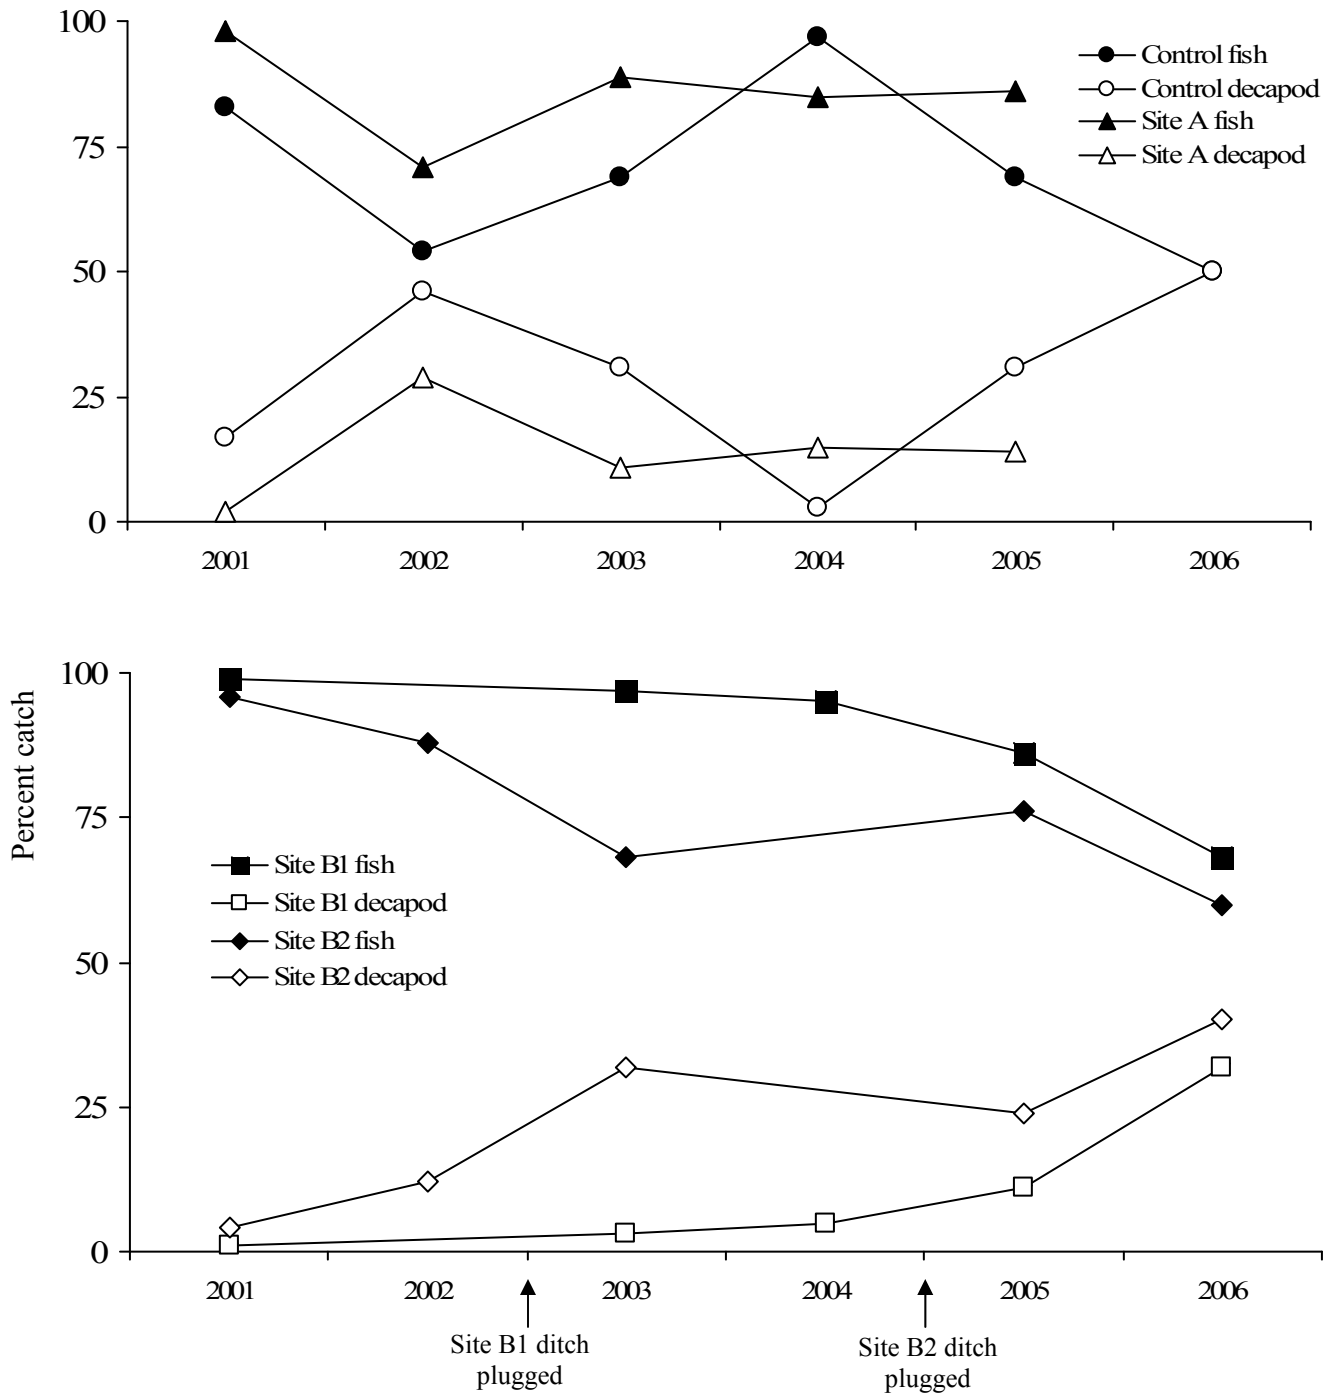 100
75
50
25
0
2001 2002 2003 2004 2005 2006
Control fish
Control decapod
Site A fish
Site A decapod
Percent catch
100
75
50
25
0
Site B1 fish
Site B1 decapod
Site B2 fish
Site B2 decapod
2001 2002 2003 2004 2005 2006
Site B1 ditch
plugged
Site B2 ditch
plugged